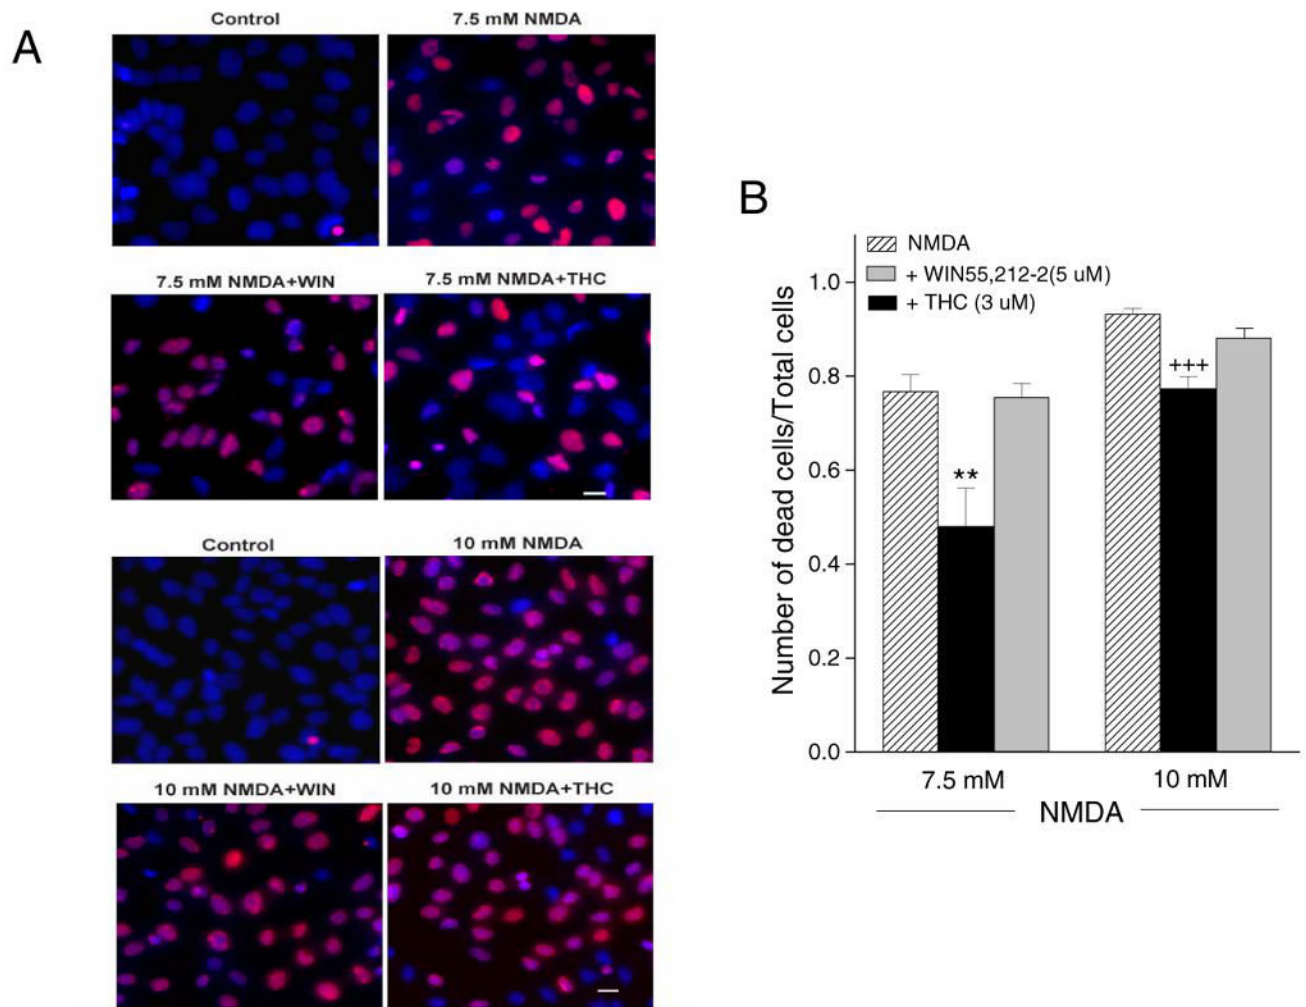 A
Control
7.5 mM NMDA
7.5 mM NMDA+WIN
7.5 mM NMDA+THC
Control
10 mM NMDA
10 mM NMDA+WIN
10 mM NMDA+THC
B
NMDA
+ WIN55,212-2(5 uM)
+ THC (3 uM)
Number of dead cells/Total cells
1.0
0.8
0.6
0.4
0.2
0.0
**
+++
7.5 mM
10 mM
NMDA